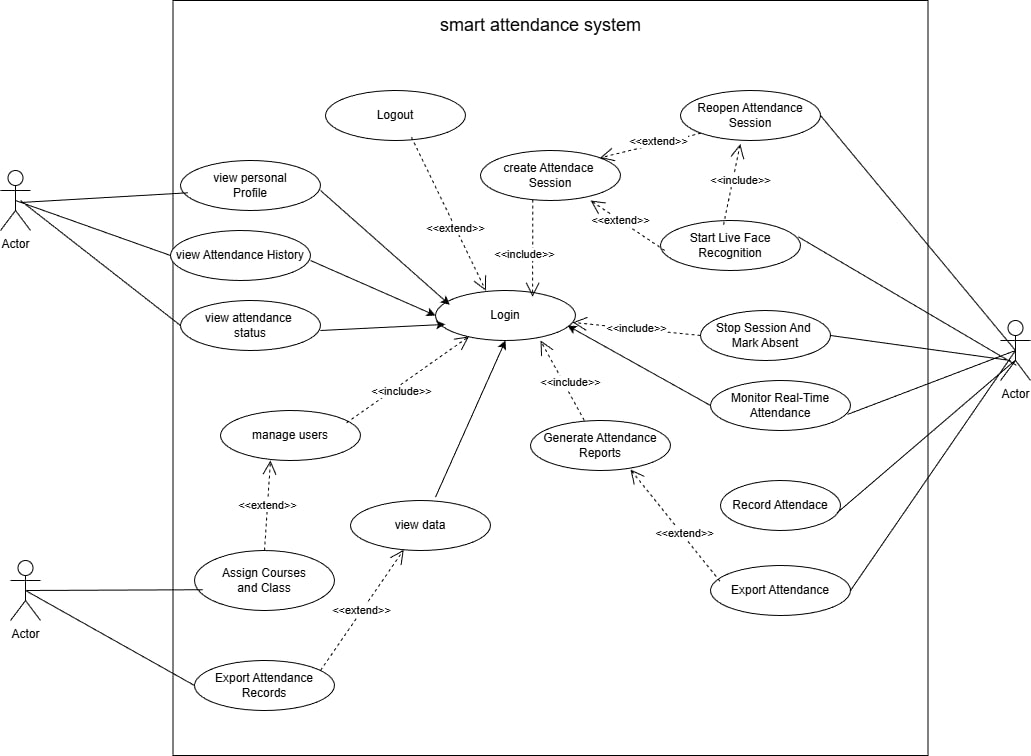 smart attendance system
Logout
Reopen Attendance
Session
<<extend>>
create Attendace
Session
<<include>>
view personal
Profile
<<extend>>
<<extend>>
Start Live Face
Recognition
Actor
view Attendance History
<<include>>
Login
view attendance
status
<<include>>
Stop Session And
Mark Absent
<<include>>
<<include>>
Monitor Real-Time
Attendance
Actor
manage users
Generate Attendance
Reports
<<extend>>
Record Attendace
view data
<<extend>>
Assign Courses
and Class
Export Attendance
<<extend>>
Actor
Export Attendance
Records